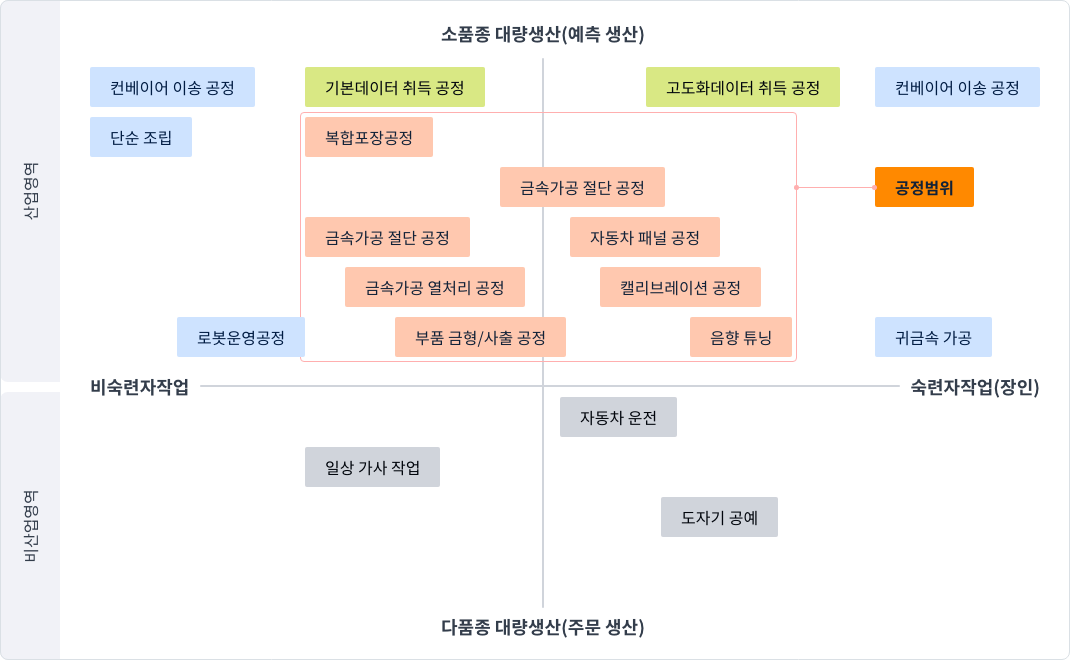 소품종 대량생산(예측 생산)
컨베이어 이송 공정
기본데이터 취득 공정
고도화데이터 취득 공정
컨베이어 이송 공정
단순 조립
복합포장공정
산업영역
금속가공 절단 공정
공정범위
금속가공 절단 공정
자동차 패널 공정
금속가공 열처리 공정
캘리브레이션 공정
로봇운영공정
부품 금형/사출 공정
음향 튜닝
귀금속 가공
비숙련자작업
숙련자작업(장인)
자동차 운전
일상 가사 작업
비산업영역
도자기 공예
다품종 대량생산(주문 생산)